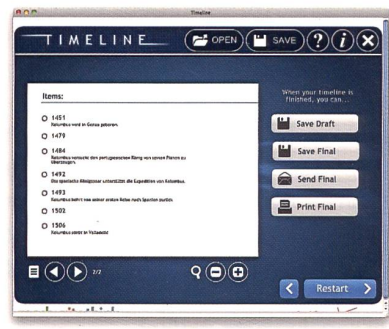 Timeline
TIMELINE
OPEN
SAVE
?
i
X
Items:
When your timeline is
finished, you can...
1451
Kolumbus wird in Genua geboren.
1479
1484
Kolumbus versucht den portugiesischen König von seinen Plänen zu
überzeugen.
1492
Das spanische Königspaar unterstützt die Expedition von Kolumbus.
1493
Kolumbus kehrt von seiner ersten Reise nach Spanien zurück.
1502
1506
Kolumbus stirbt in Valladolid
Save Draft
Save Final
Send Final
Print Final
2/2
Restart